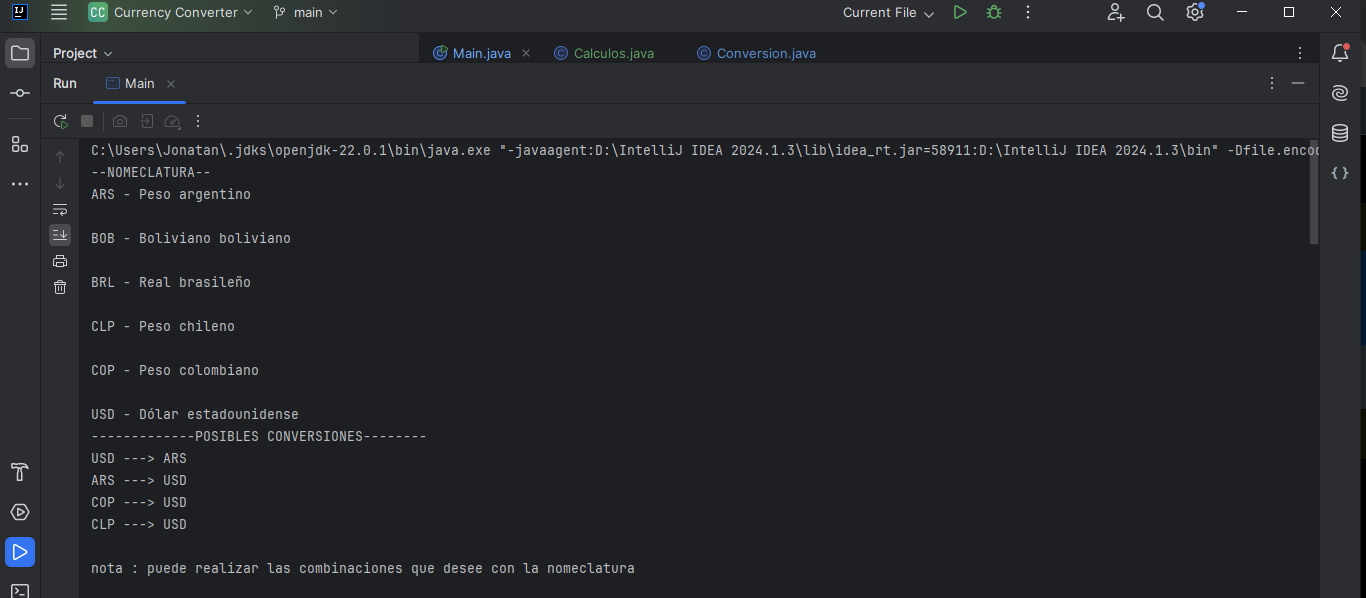 CC Currency Converter main Current File
Project Main.java Calculos.java Conversion.java
Run Main
C:\Users\Jonatan\.jdks\openjdk-22.0.1\bin\java.exe "-javaagent:D:\IntelliJ IDEA 2024.1.3\lib\idea_rt.jar=58911:D:\IntelliJ IDEA 2024.1.3\bin" -Dfile.enco
--NOMECLATURA--
ARS - Peso argentino
BOB - Boliviano boliviano
BRL - Real brasileño
CLP - Peso chileno
COP - Peso colombiano
USD - Dólar estadounidense
-------------POSIBLES CONVERSIONES--------
USD ---> ARS
ARS ---> USD
COP ---> USD
CLP ---> USD
nota : puede realizar las combinaciones que desee con la nomeclatura